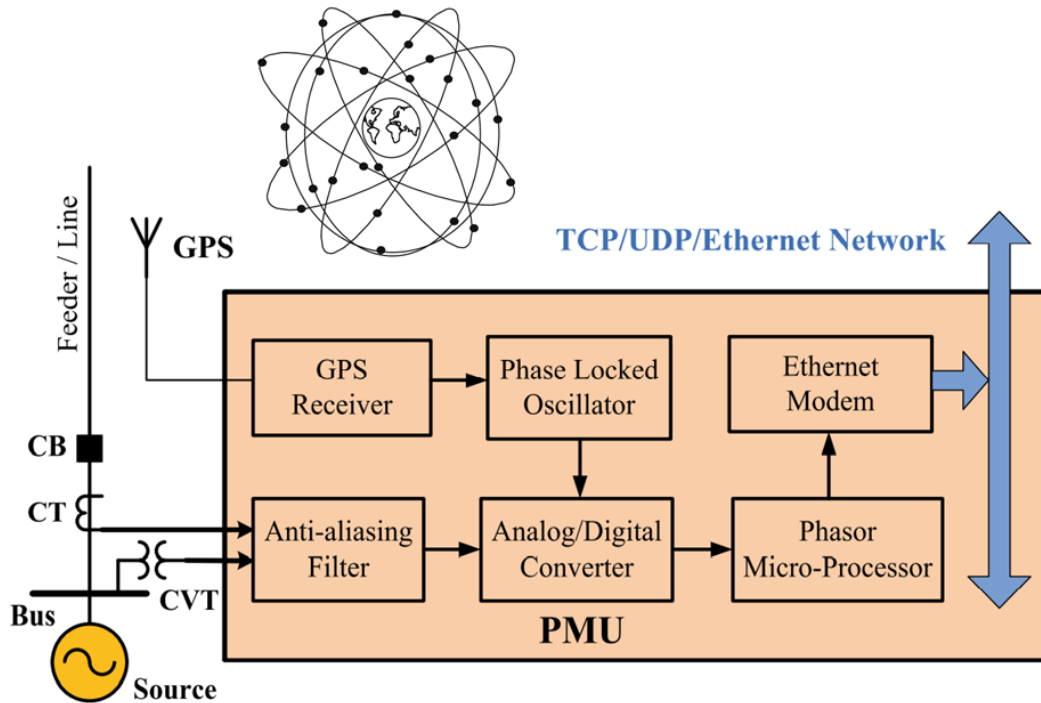 Feeder / Line
GPS
TCP/UDP/Ethernet Network
GPS
Receiver
Phase Locked
Oscillator
Ethernet
Modem
CB
CT
Anti-aliasing
Filter
Analog/Digital
Converter
Phasor
Micro-Processor
CVT
Bus
PMU
Source